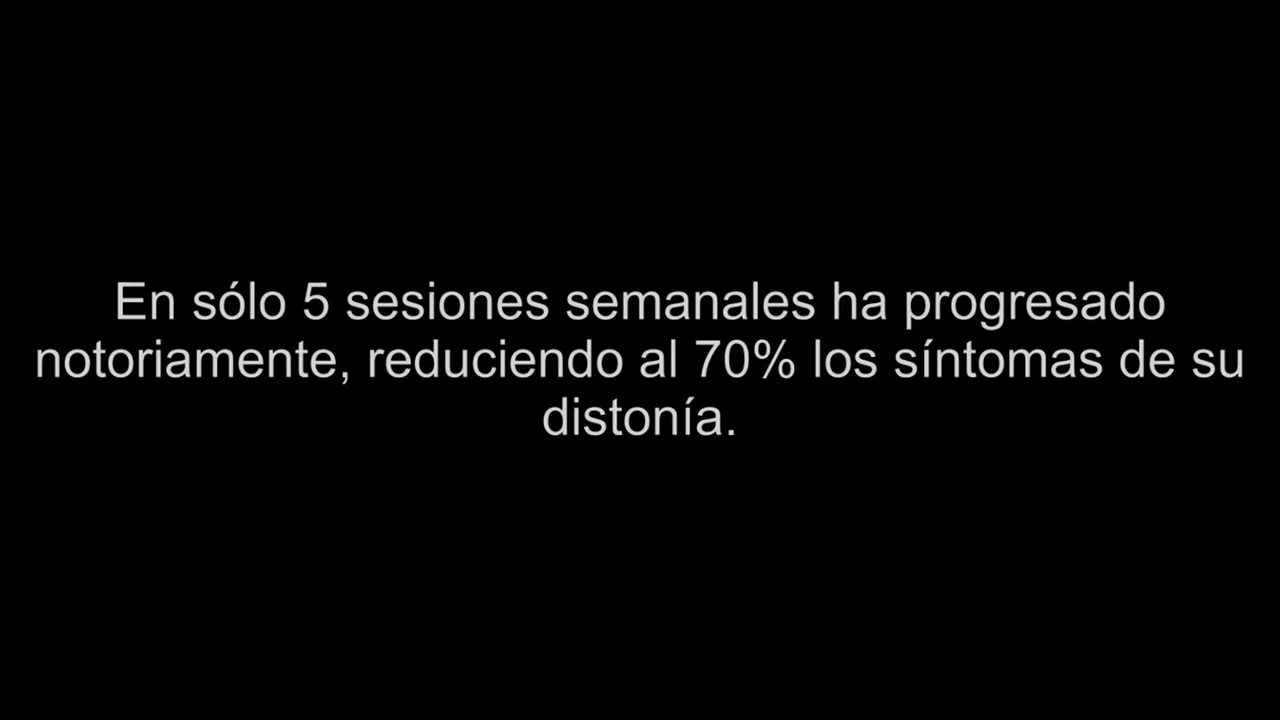 En sólo 5 sesiones semanales ha progresado
notoriamente, reduciendo al 70% los síntomas de su
distonía.